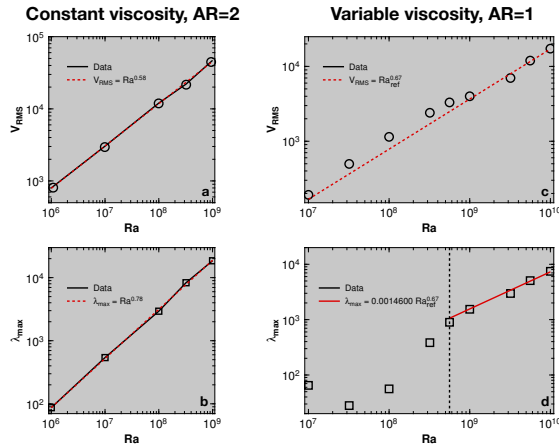 Constant viscosity, AR=2
Variable viscosity, AR=1
10^5
10^4
10^3
V_RMS
Data
V_RMS = Ra^0.58
a
10^6 10^7 10^8 10^9
Ra
10^4
10^3
V_RMS
Data
V_RMS = Ra_ref^0.67
c
10^7 10^8 10^9 10^10
Ra
10^4
10^3
10^2
λ_max
Data
λ_max = Ra^0.78
b
10^6 10^7 10^8 10^9
Ra
10^4
10^3
10^2
λ_max
Data
λ_max = 0.0014600 Ra_ref^0.67
d
10^7 10^8 10^9 10^10
Ra